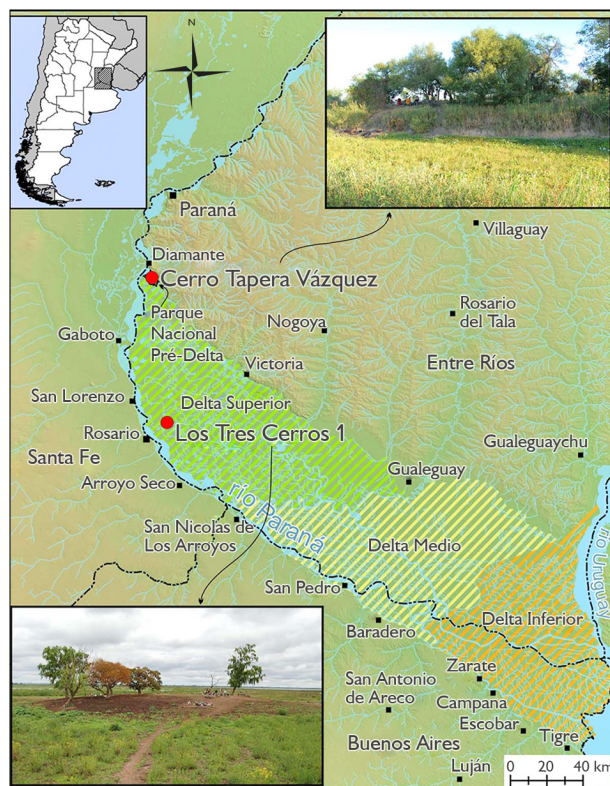 N
Paraná
Villaguay
Diamante
Cerro Tapera Vázquez
Parque
Nacional
Pré-Delta
Rosario
del Tala
Nogoya
Gaboto
Victoria
Entre Ríos
San Lorenzo
Delta Superior
Rosario
Los Tres Cerros 1
Gualeguaychu
Santa Fe
Arroyo Seco
Gualeguay
río Paraná
San Nicolas de
Los Arroyos
río Uruguay
Delta Medio
San Pedro
Delta Inferior
Baradero
Zarate
San Antonio
de Areco
Campana
Escobar
Tigre
Buenos Aires
Luján
0 20 40 km